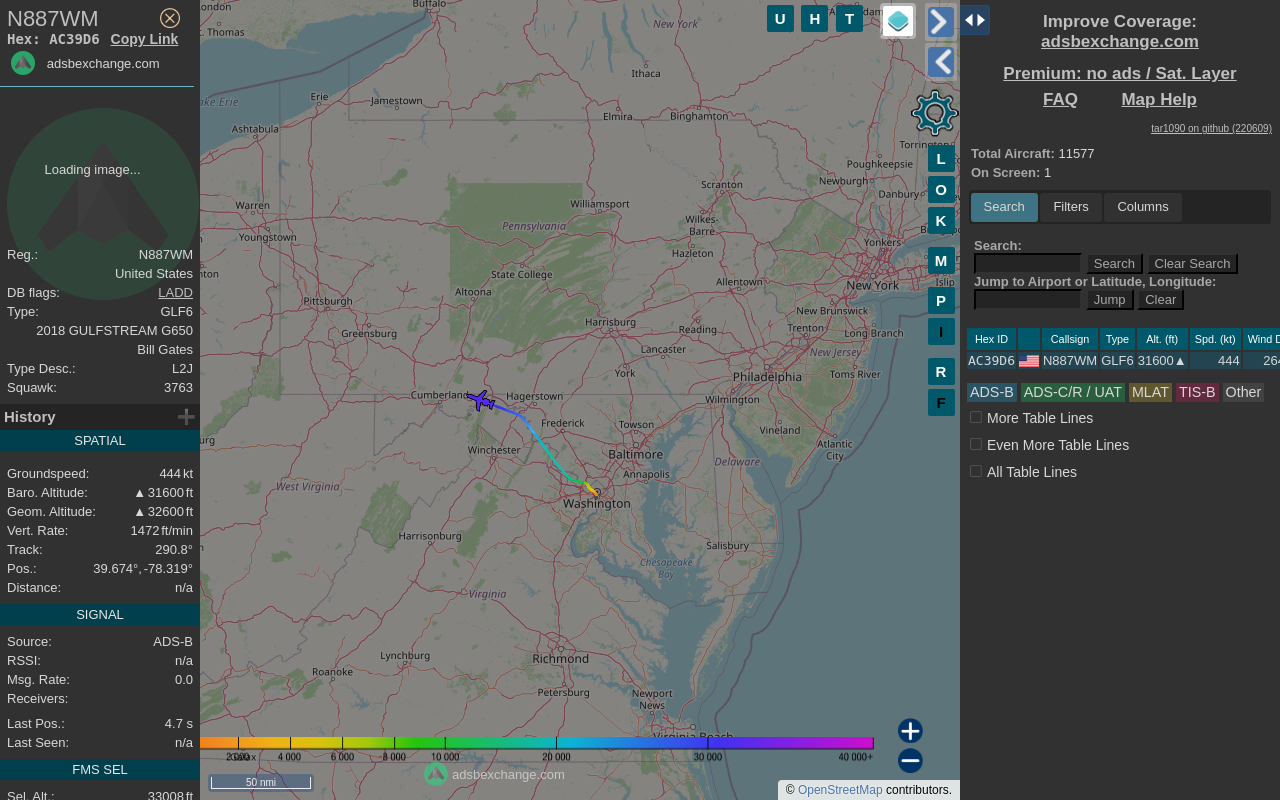 N887WM
Hex: AC39D6 Copy Link
adsbexchange.com
Loading image...
Reg.: N887WM
United States
DB flags: LADD
Type: GLF6
2018 GULFSTREAM G650
Bill Gates
Type Desc.: L2J
Squawk: 3763
History
SPATIAL
Groundspeed: 444 kt
Baro. Altitude: ▲ 31600 ft
Geom. Altitude: ▲ 32600 ft
Vert. Rate: 1472 ft/min
Track: 290.8°
Pos.: 39.674°, -78.319°
Distance: n/a
SIGNAL
Source: ADS-B
RSSI: n/a
Msg. Rate: 0.0
Receivers:
Last Pos.: 4.7 s
Last Seen: n/a
FMS SEL
Sel. Alt.: 33008 ft
ondon
Buffalo
New York
t. Thomas
Ithaca
ake Erie
Erie
Jamestown
Elmira
Binghamton
Ashtabula
Torrington
Poughkeepsie
Scranton
Newburgh
Danbury
Warren
Williamsport
Wilkes-
Barre
Youngstown
Pennsylvania
Yonkers
Hazleton
nton
State College
Allentown
Islip
Altoona
New York
Pittsburgh
New Brunswick
Harrisburg
Reading
Trenton
Long Branch
Greensburg
Lancaster
New Jersey
York
Philadelphia
Toms River
Cumberland
Hagerstown
Wilmington
Frederick
Towson
Vineland
urg
Winchester
Baltimore
Atlantic
City
Delaware
Annapolis
West Virginia
Washington
Harrisonburg
Salisbury
Chesapeake
Bay
Virginia
Lynchburg
Richmond
Roanoke
Petersburg
Newport
News
Virginia Beach
U H T
L
O
K
M
P
I
R
F
4 000
6 000
8 000
10 000
20 000
30 000
40 000+
adsbexchange.com
50 nmi
© OpenStreetMap contributors.
Improve Coverage:
adsbexchange.com
Premium: no ads / Sat. Layer
FAQ Map Help
tar1090 on github (220609)
Total Aircraft: 11577
On Screen: 1
Search Filters Columns
Search:
Search Clear Search
Jump to Airport or Latitude, Longitude:
Jump Clear
Hex ID Callsign Type Alt. (ft) Spd. (kt) Wind D
AC39D6 N887WM GLF6 31600▲ 444 264
ADS-B ADS-C/R / UAT MLAT TIS-B Other
More Table Lines
Even More Table Lines
All Table Lines